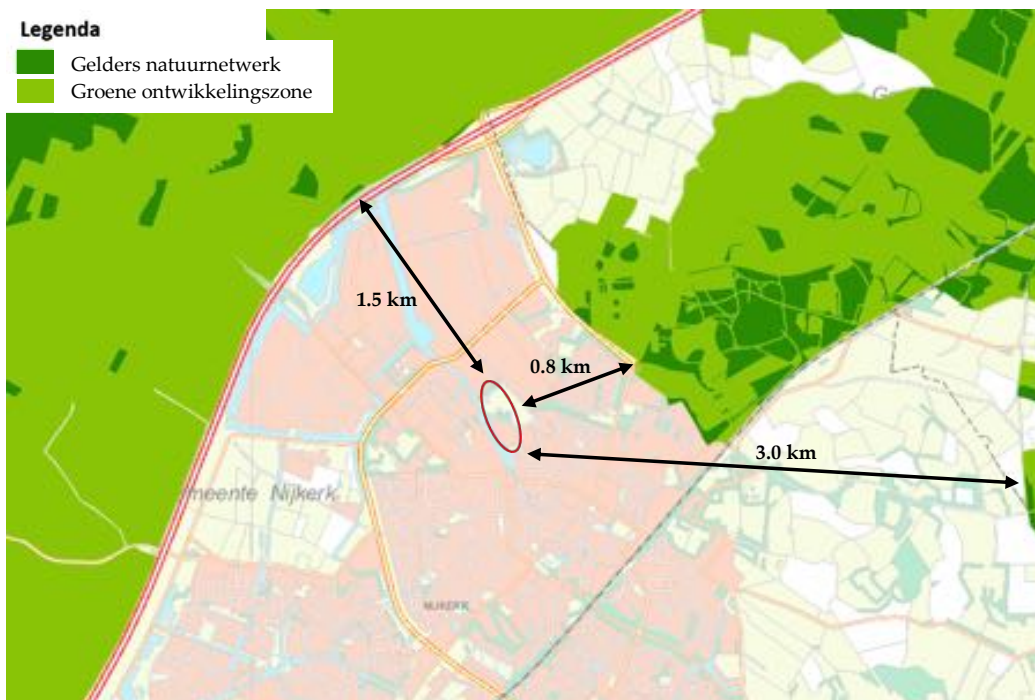 Legenda
Gelders natuurnetwerk
Groene ontwikkelingszone
G
1.5 km
0.8 km
3.0 km
meente Nijkerk
NIJKERK